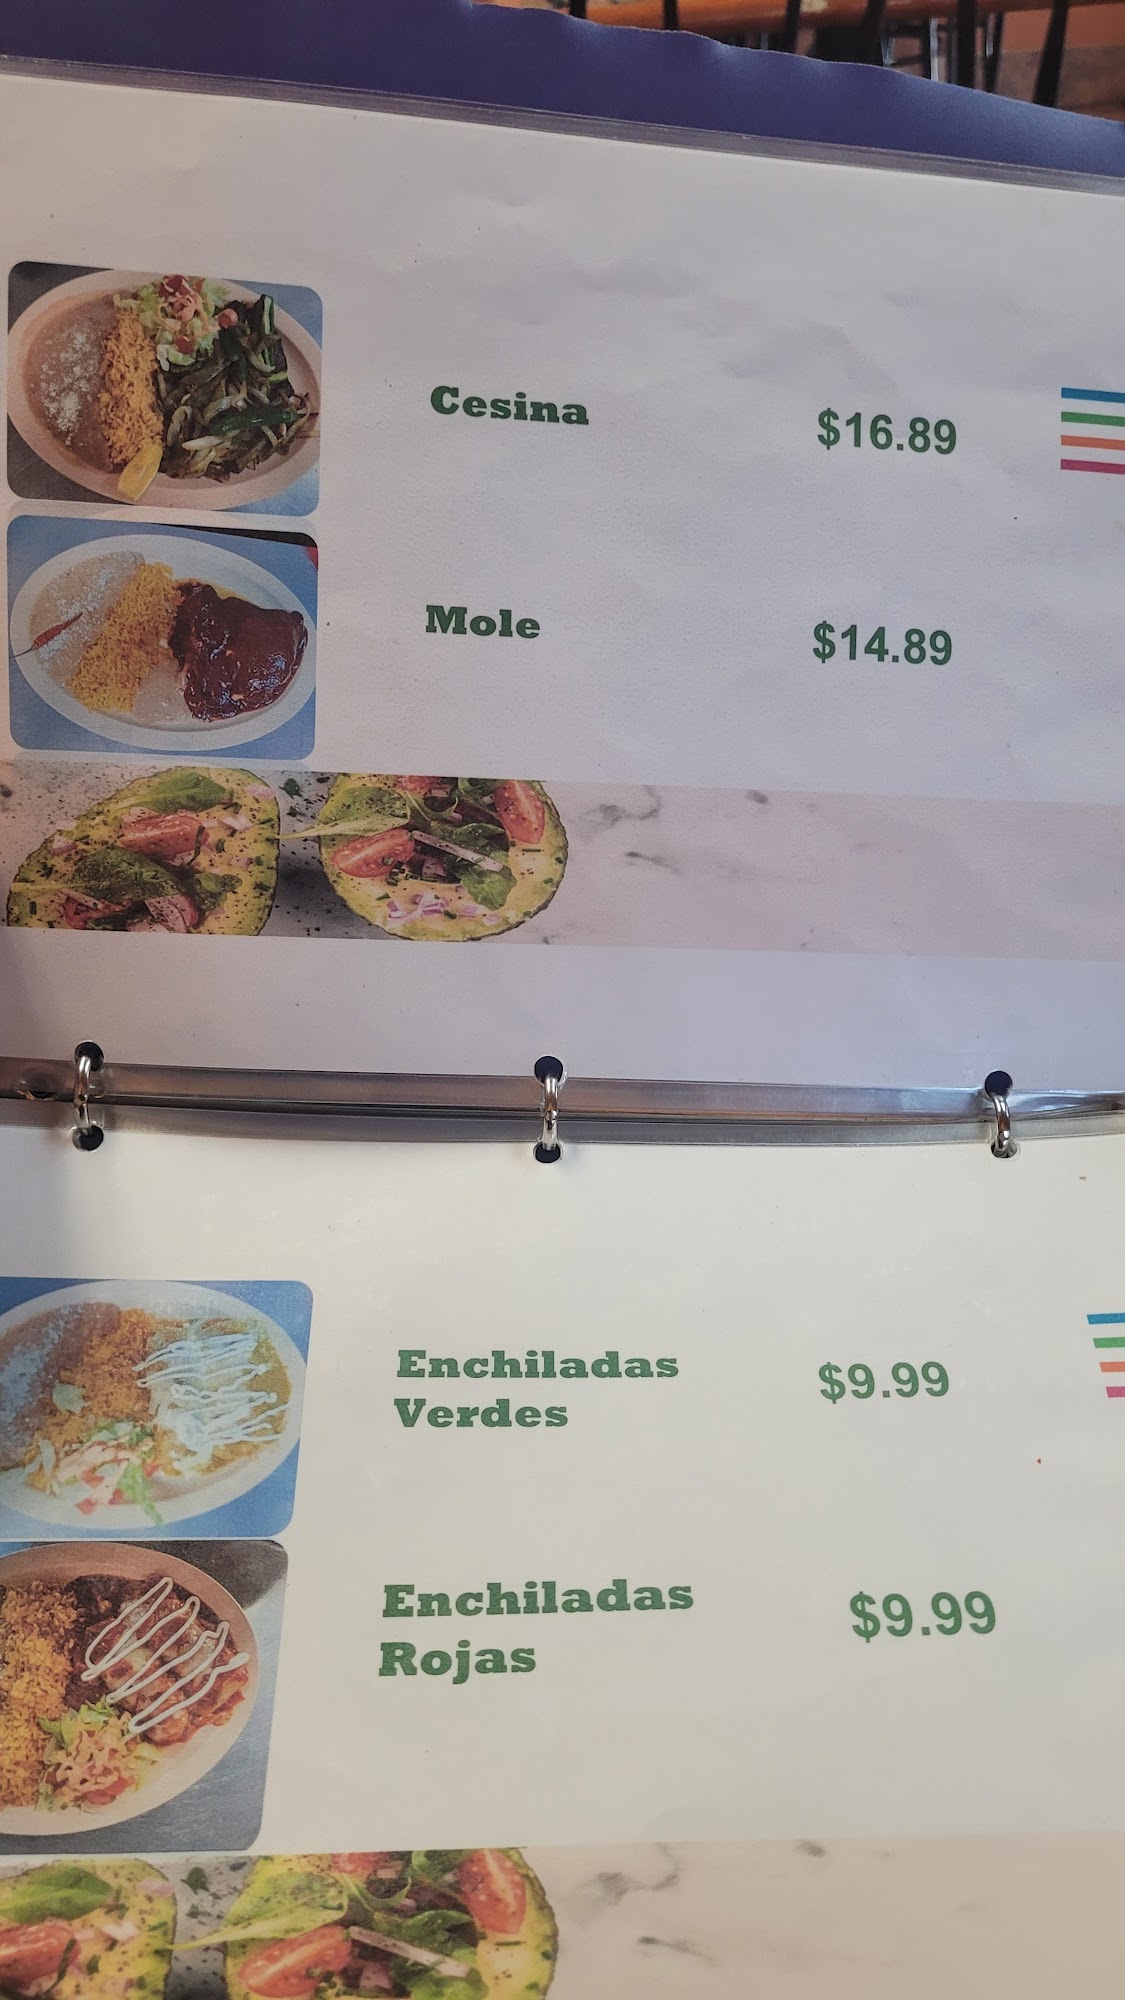 Cesina $16.89
Mole $14.89
Enchiladas $9.99
Verdes
Enchiladas $9.99
Rojas